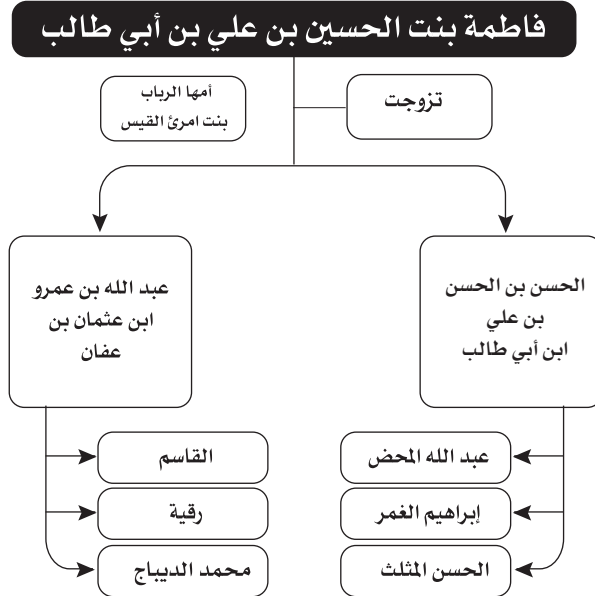 فاطمة بنت الحسين بن علي بن أبي طالب
تزوجت
أمها الرباب
بنت امرئ القيس
الحسن بن الحسن
بن علي
ابن أبي طالب
عبد الله بن عمرو
ابن عثمان بن
عفان
عبد الله المحض
إبراهيم الغمر
الحسن المثلث
القاسم
رقية
محمد الديباج